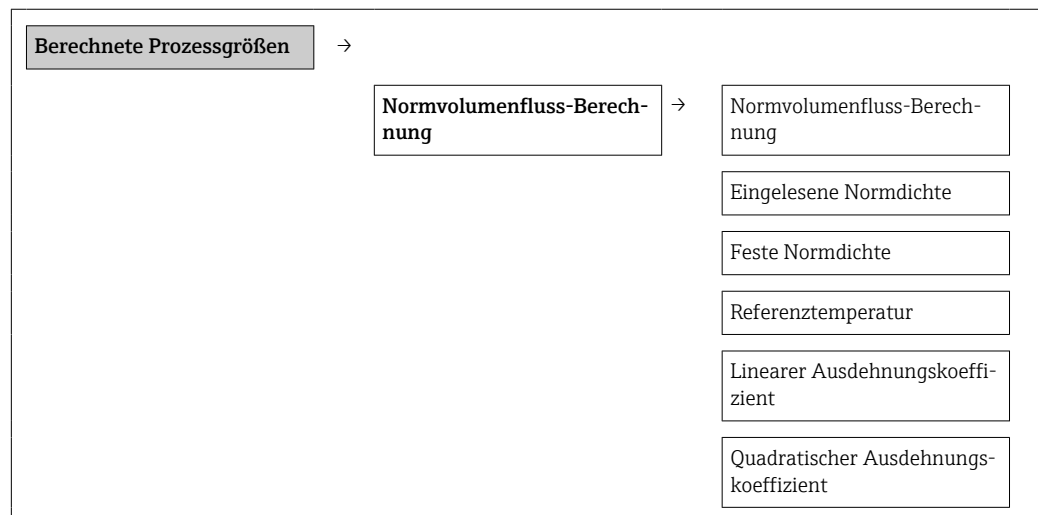 Berechnete Prozessgrößen →
Normvolumenfluss-Berech-
nung
→
Normvolumenfluss-Berech-
nung
Eingelesene Normdichte
Feste Normdichte
Referenztemperatur
Linearer Ausdehnungskoeffi-
zient
Quadratischer Ausdehnungs-
koeffizient